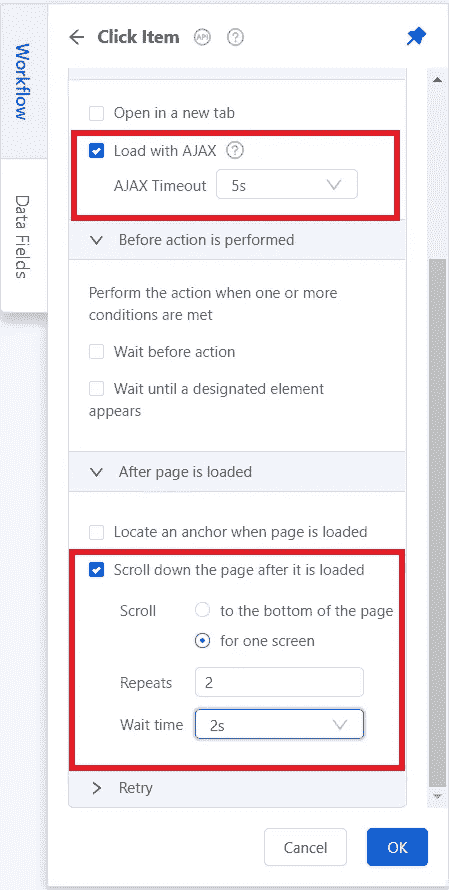 Workflow
Data Fields
Click Item API ?
Open in a new tab
Load with AJAX ?
AJAX Timeout 5s
Before action is performed
Perform the action when one or more
conditions are met
Wait before action
Wait until a designated element
appears
After page is loaded
Locate an anchor when page is loaded
Scroll down the page after it is loaded
Scroll to the bottom of the page
for one screen
Repeats 2
Wait time 2s
Retry
Cancel OK